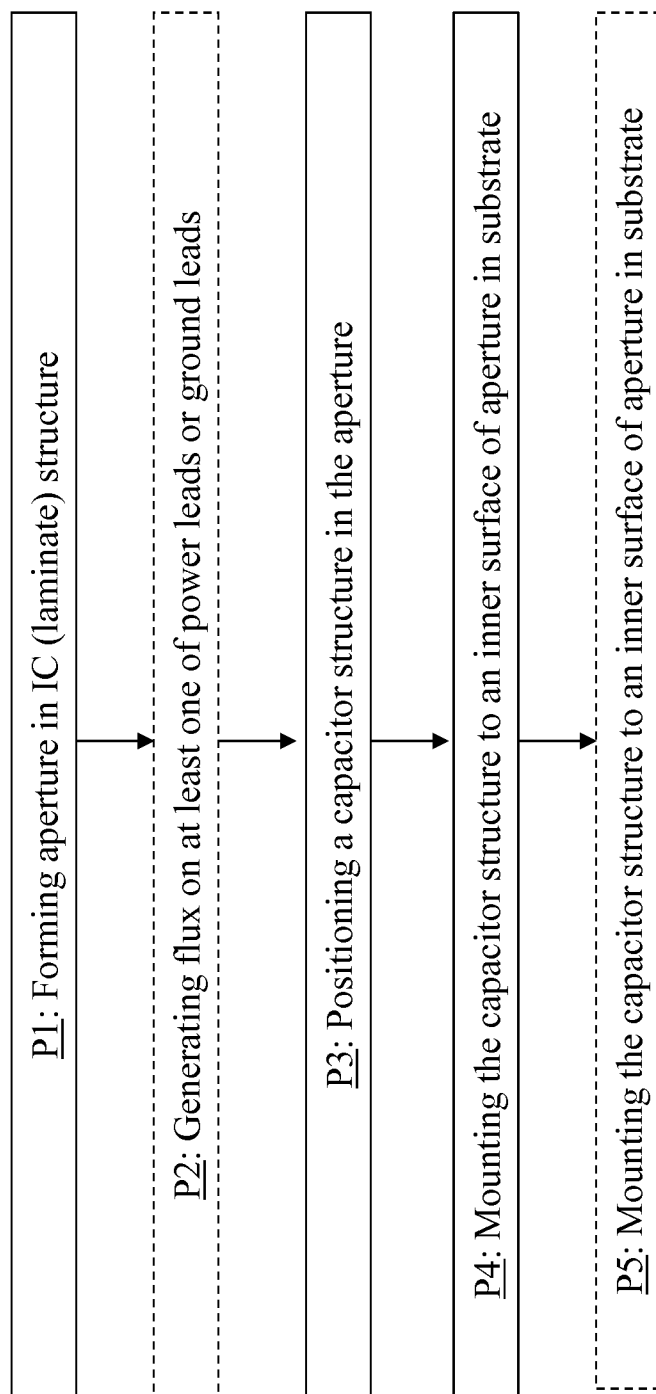 P1: Forming aperture in IC (laminate) structure
P2: Generating flux on at least one of power leads or ground leads
P3: Positioning a capacitor structure in the aperture
P4: Mounting the capacitor structure to an inner surface of aperture in substrate
P5: Mounting the capacitor structure to an inner surface of aperture in substrate